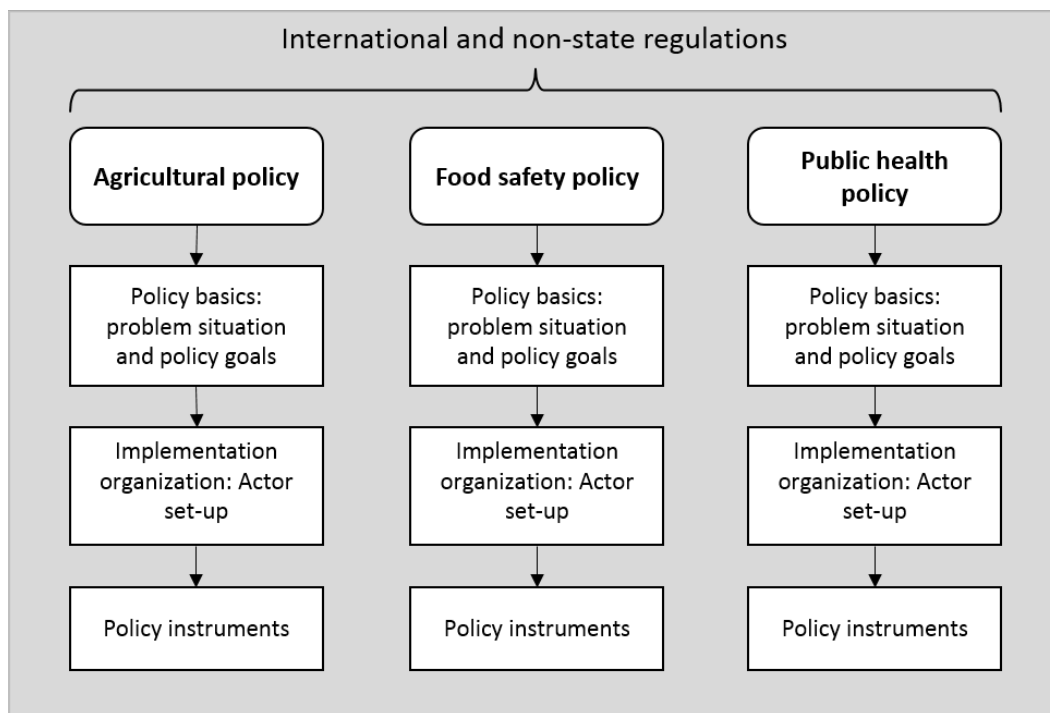 International and non-state regulations
Agricultural policy
Food safety policy
Public health
policy
Policy basics:
problem situation
and policy goals
Policy basics:
problem situation
and policy goals
Policy basics:
problem situation
and policy goals
Implementation
organization: Actor
set-up
Implementation
organization: Actor
set-up
Implementation
organization: Actor
set-up
Policy instruments
Policy instruments
Policy instruments